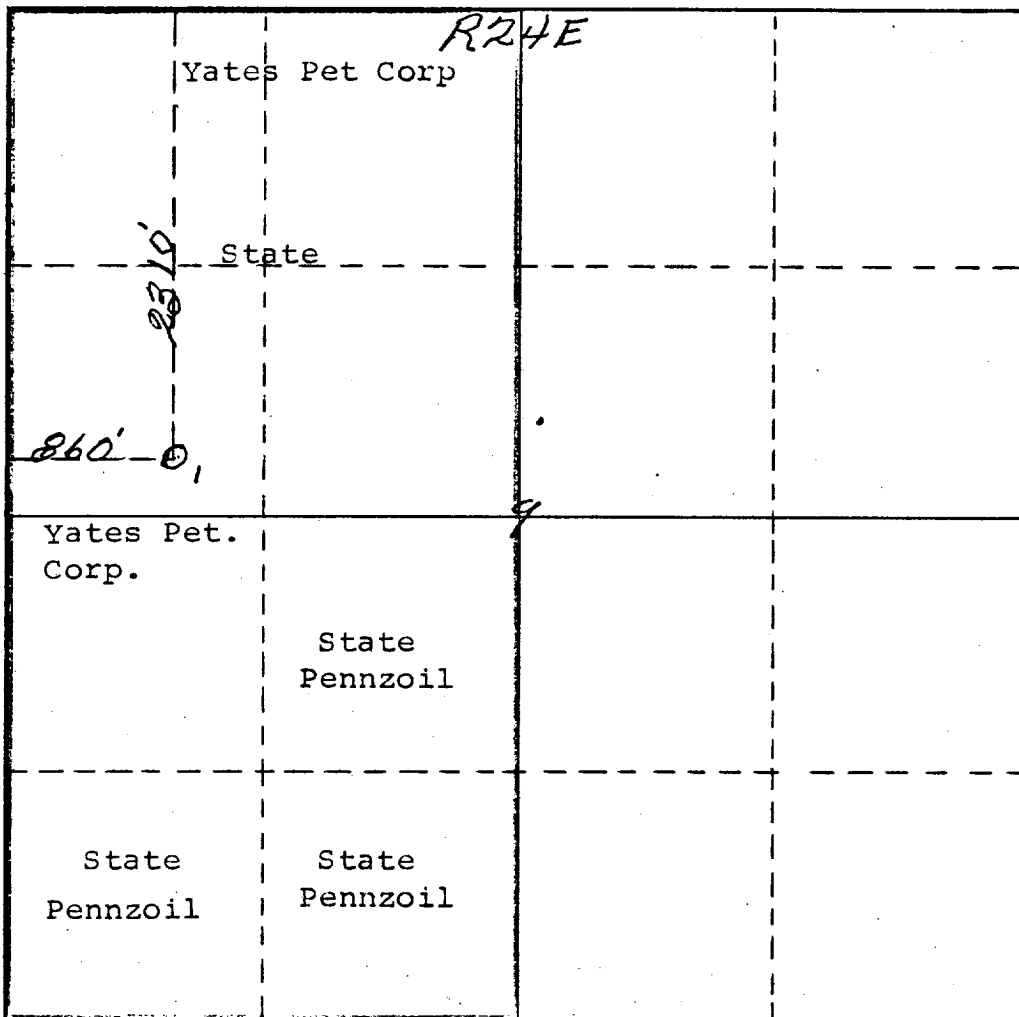 R24E
Yates Pet Corp
State
2310'
860'
1
9
Yates Pet.
Corp.
State
Pennzoil
State
Pennzoil
State
Pennzoil